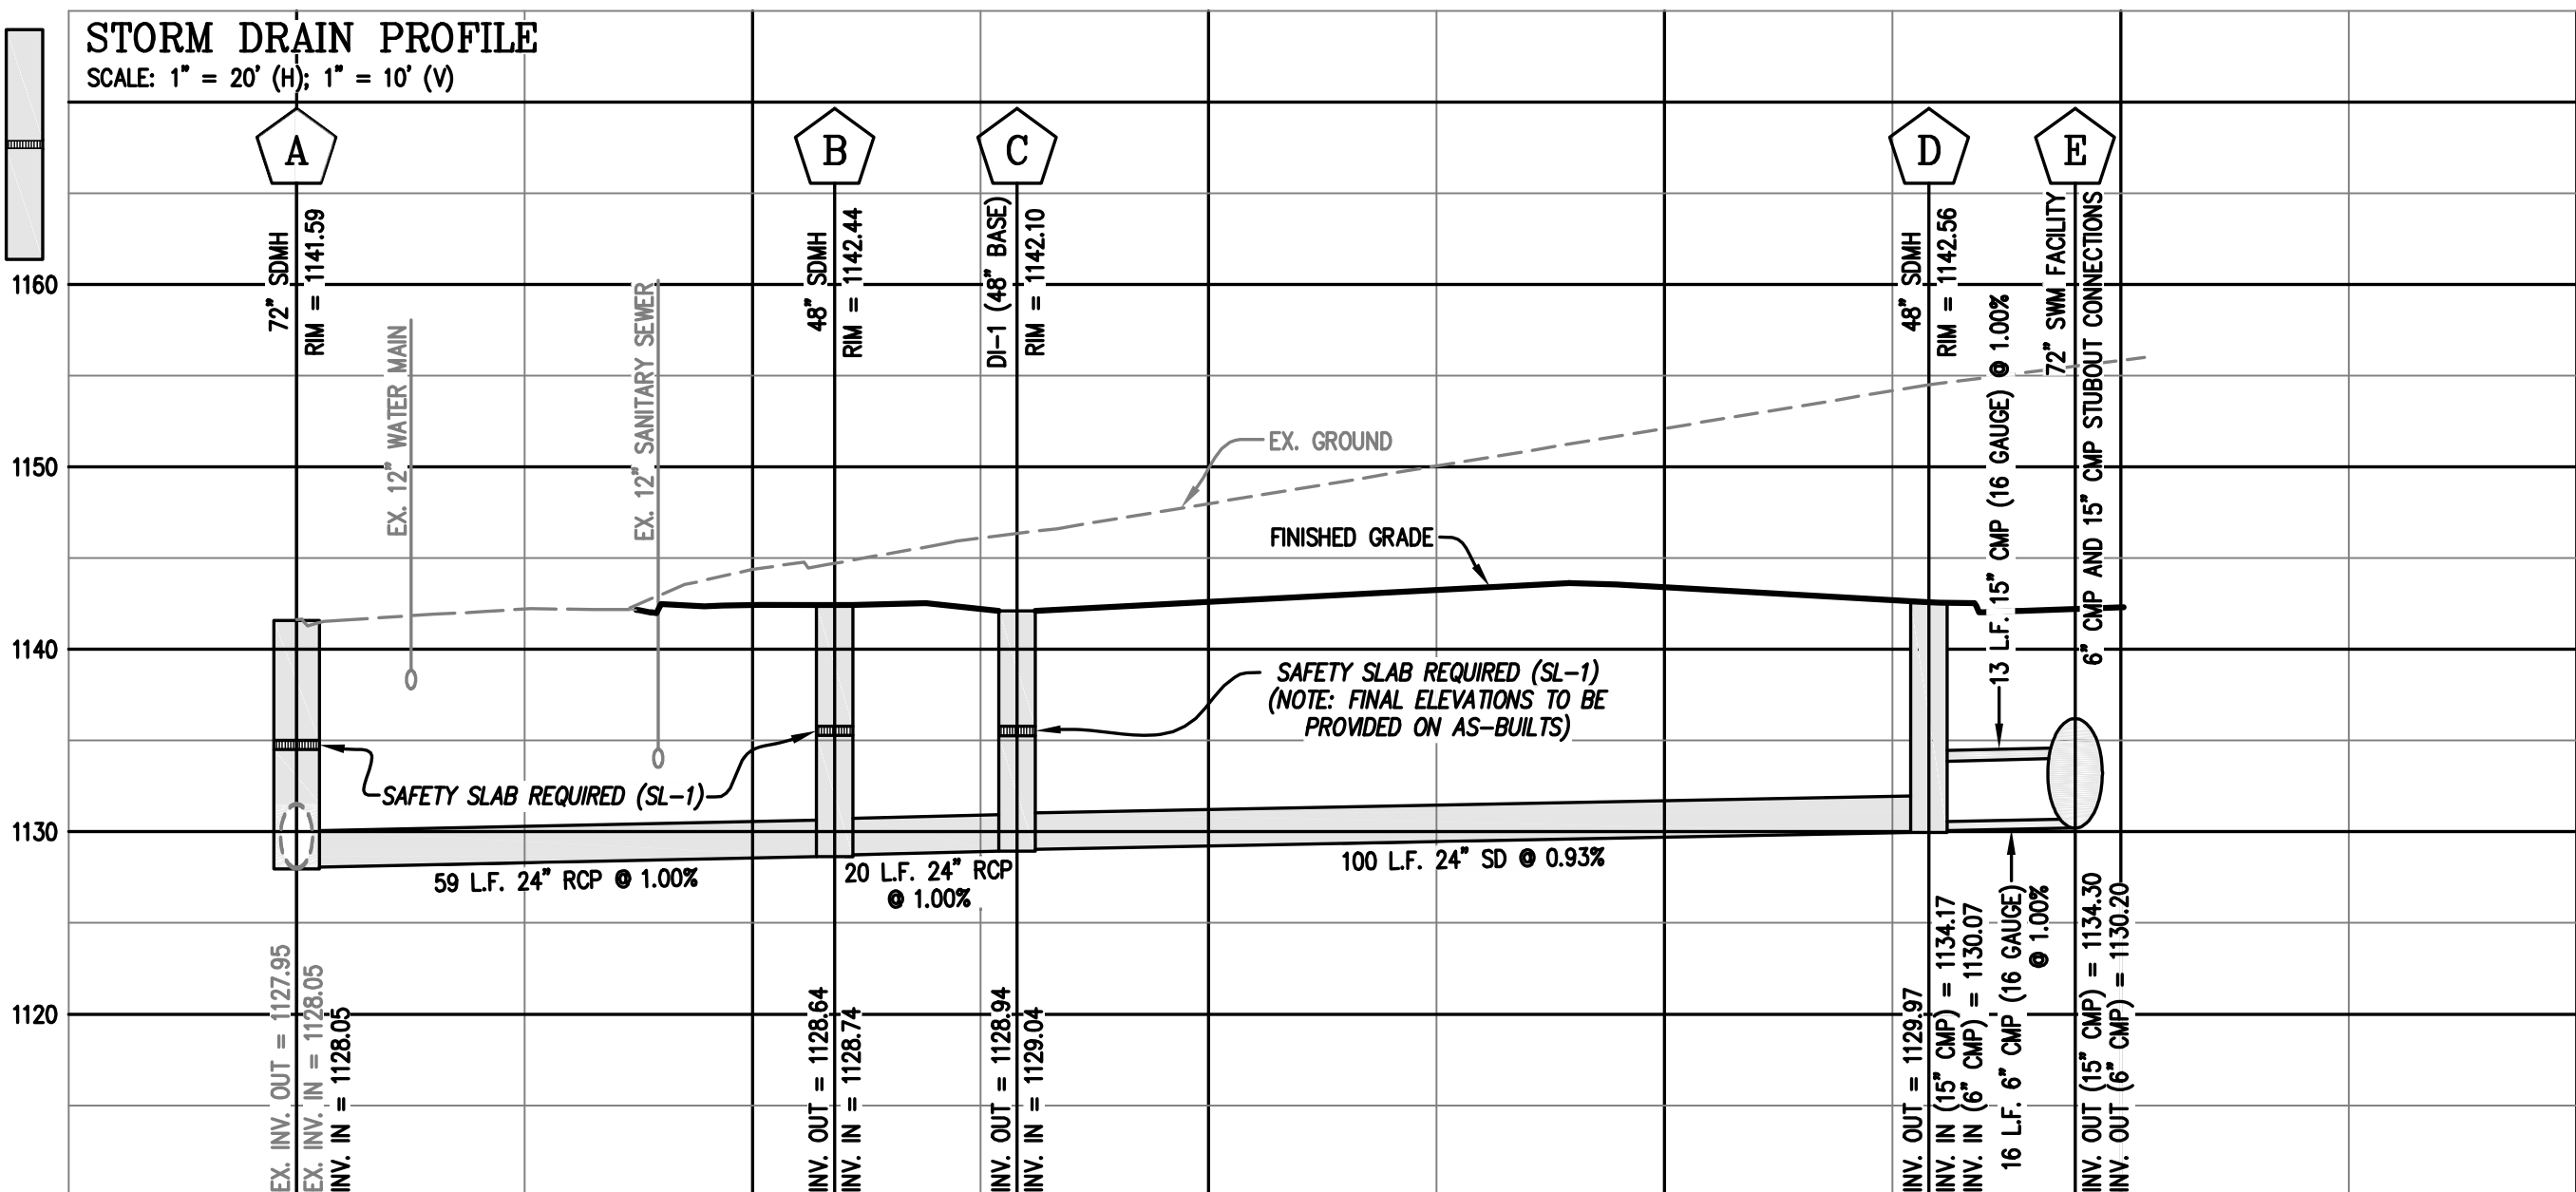 STORM DRAIN PROFILE
SCALE: 1" = 20' (H); 1" = 10' (V)
A
B
C
D
E
72" SDMH
RIM = 1141.59
EX. 12" WATER MAIN
EX. 12" SANITARY SEWER
48" SDMH
RIM = 1142.44
DI-1 (48" BASE)
RIM = 1142.10
48" SDMH
RIM = 1142.56
13 L.F. 15" CMP (16 GAUGE) @ 1.00%
72" SWM FACILITY
6" CMP AND 15" CMP STUBOUT CONNECTIONS
1160
1150
1140
1130
1120
EX. GROUND
FINISHED GRADE
SAFETY SLAB REQUIRED (SL-1)
(NOTE: FINAL ELEVATIONS TO BE
PROVIDED ON AS-BUILTS)
SAFETY SLAB REQUIRED (SL-1)
59 L.F. 24" RCP @ 1.00%
20 L.F. 24" RCP
@ 1.00%
100 L.F. 24" SD @ 0.93%
EX. INV. OUT = 1127.95
EX. INV. IN = 1128.05
INV. IN = 1128.05
INV. OUT = 1128.64
INV. IN = 1128.74
INV. OUT = 1128.94
INV. IN = 1129.04
INV. OUT = 1129.97
INV. IN (15" CMP) = 1134.17
INV. IN (6" CMP) = 1130.07
16 L.F. 6" CMP (16 GAUGE)
@ 1.00%
INV. OUT (15" CMP) = 1134.30
INV. OUT (6" CMP) = 1130.20